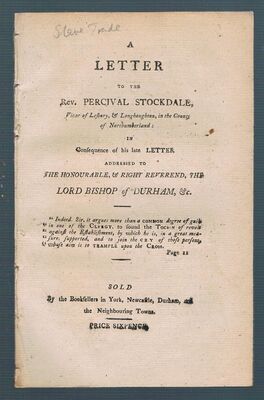 Slave Trade
A
LETTER
TO THE
Rev. PERCIVAL STOCKDALE,
Vicar of Lesbury, & Longhoughton, in the County
of Northumberland:
IN
Consequence of his late LETTER
ADDRESSED TO
THE HONOURABLE, & RIGHT REVEREND, THE
LORD BISHOP of DURHAM, &c.
"Indeed, Sir, it argues more than a COMMON degree of gall
"in one of the CLERGY, to sound the TOCSIN of revolt
"against the Establishment, by which he is, in a great mea-
"sure, supported, and to join the CRY of those persons,
"whose aim is to TRAMPLE upon the CROSS.
Page 22
SOLD
By the Booksellers in York, Newcastle, Durham, and
the Neighbouring Towns.
PRICE SIXPENCE